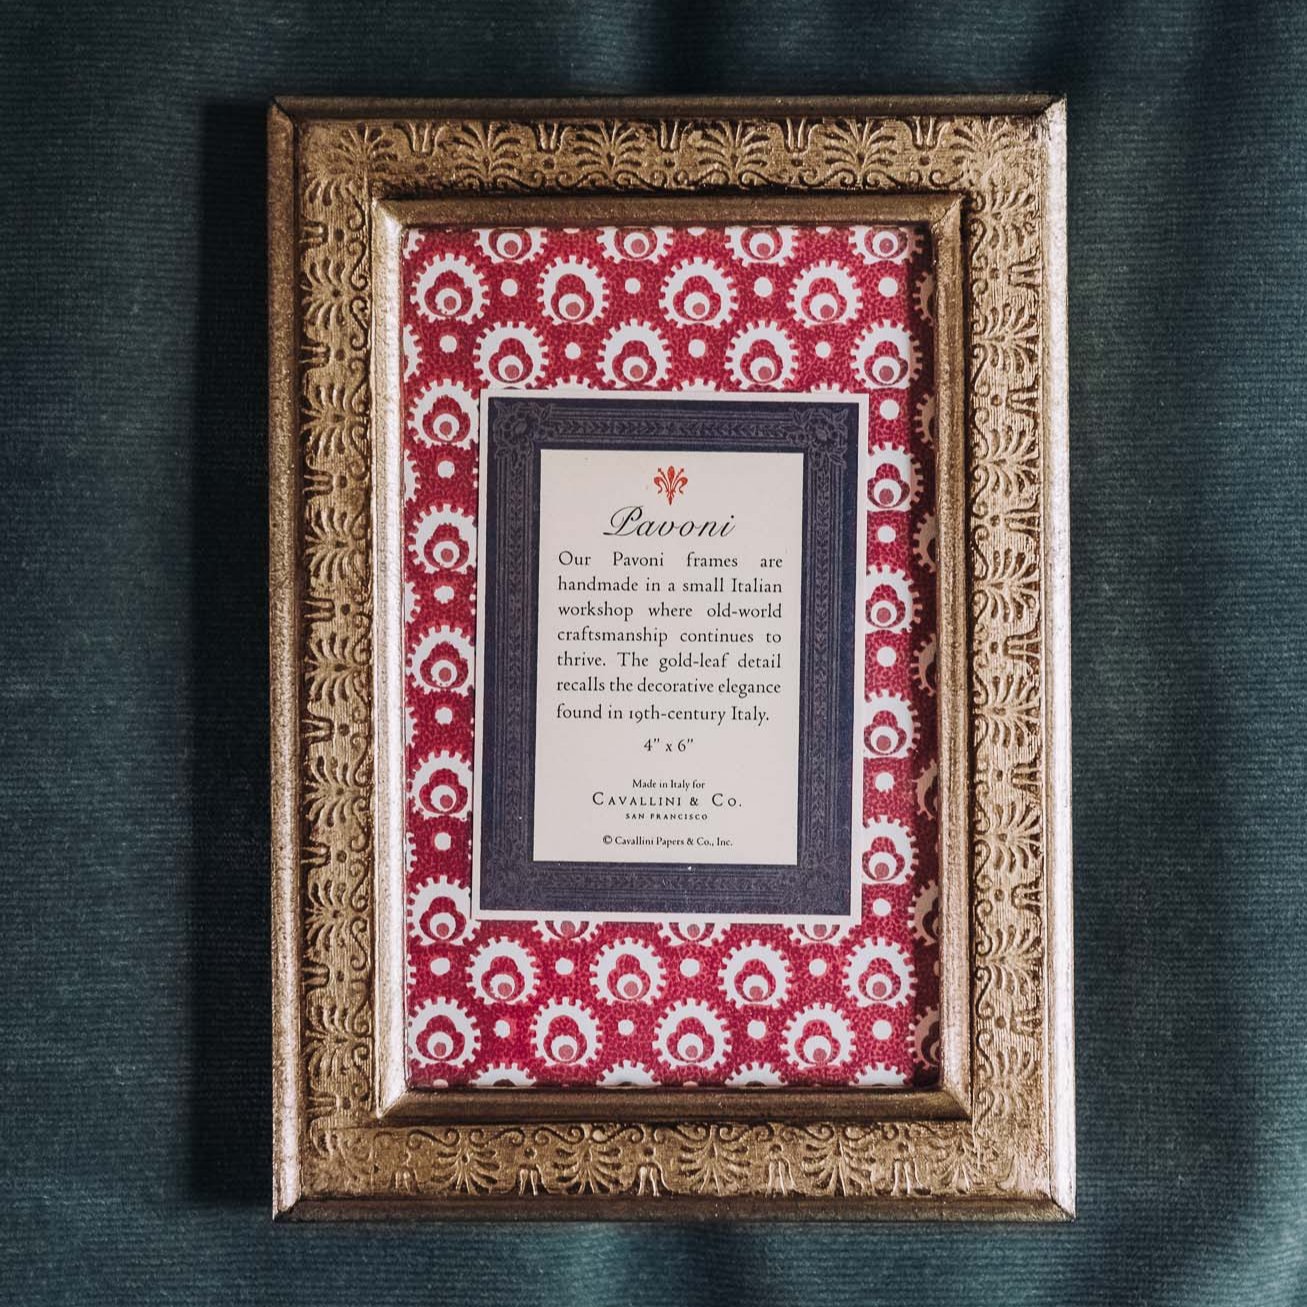 Pavoni
Our Pavoni frames are
handmade in a small Italian
workshop where old-world
craftsmanship continues to
thrive. The gold-leaf detail
recalls the decorative elegance
found in 19th-century Italy.
4" x 6"
Made in Italy for
CAVALLINI & CO.
SAN FRANCISCO
© Cavallini Papers & Co., Inc.